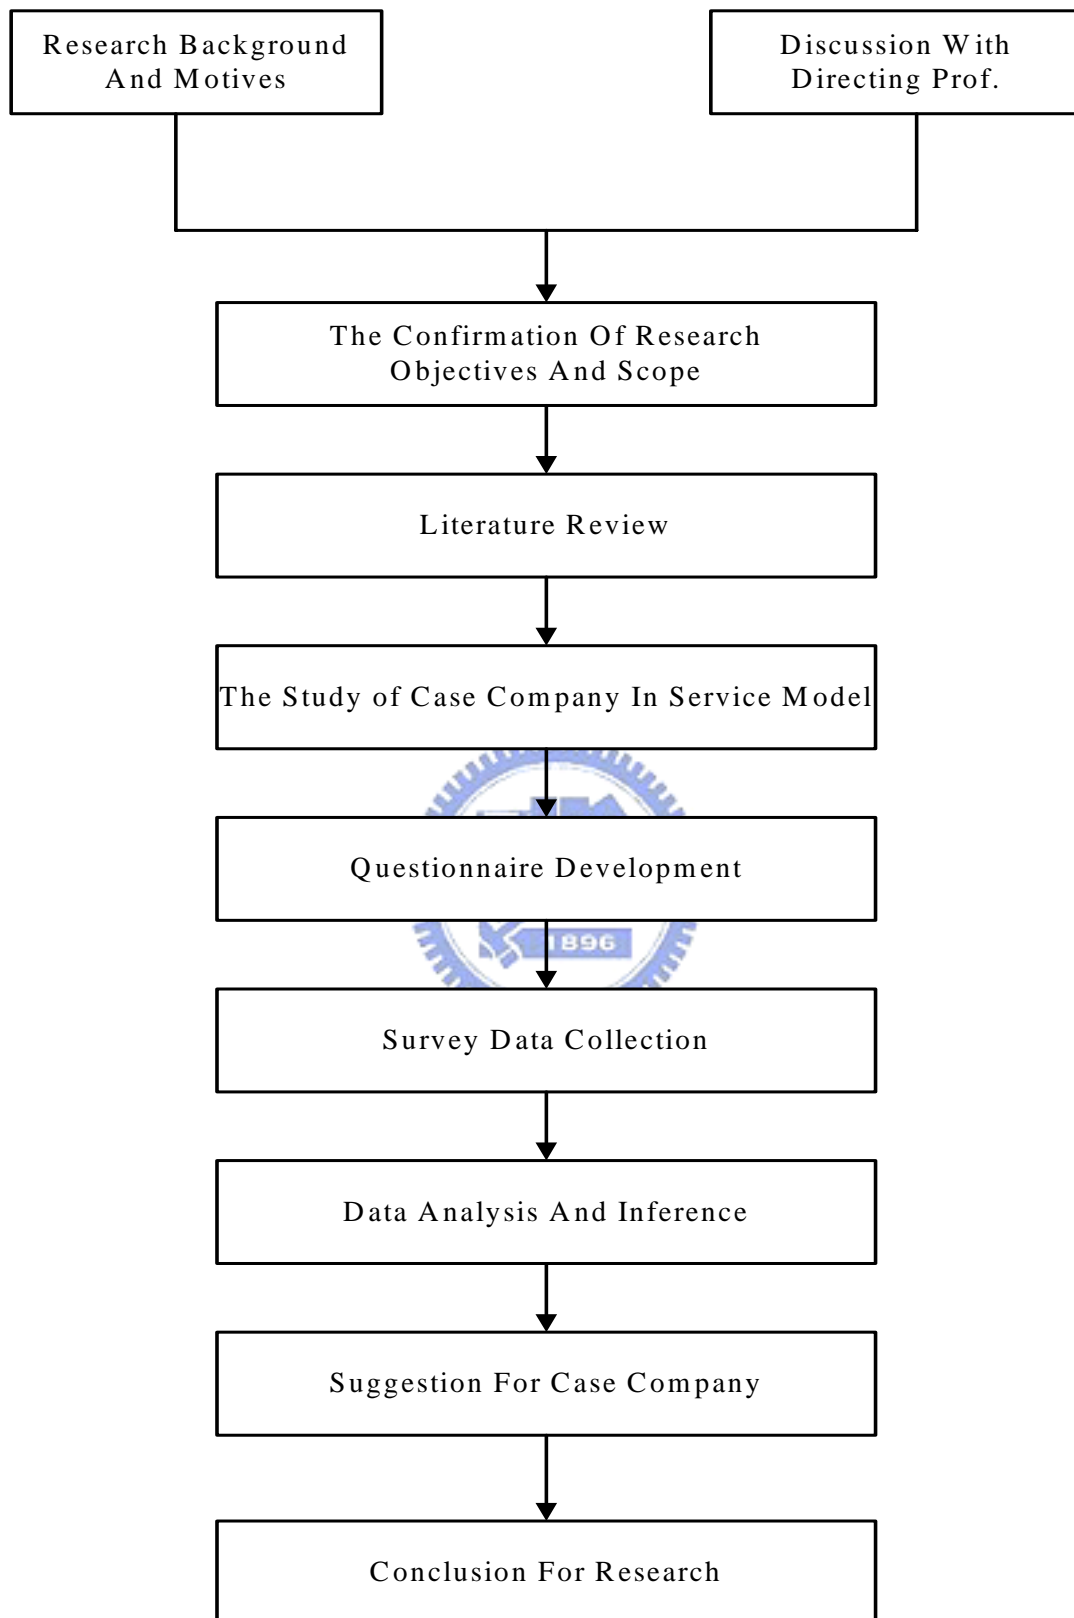 Research Background
And Motives
Discussion With
Directing Prof.
The Confirmation Of Research
Objectives And Scope
Literature Review
The Study of Case Company In Service Model
Questionnaire Development
1896
Survey Data Collection
Data Analysis And Inference
Suggestion For Case Company
Conclusion For Research